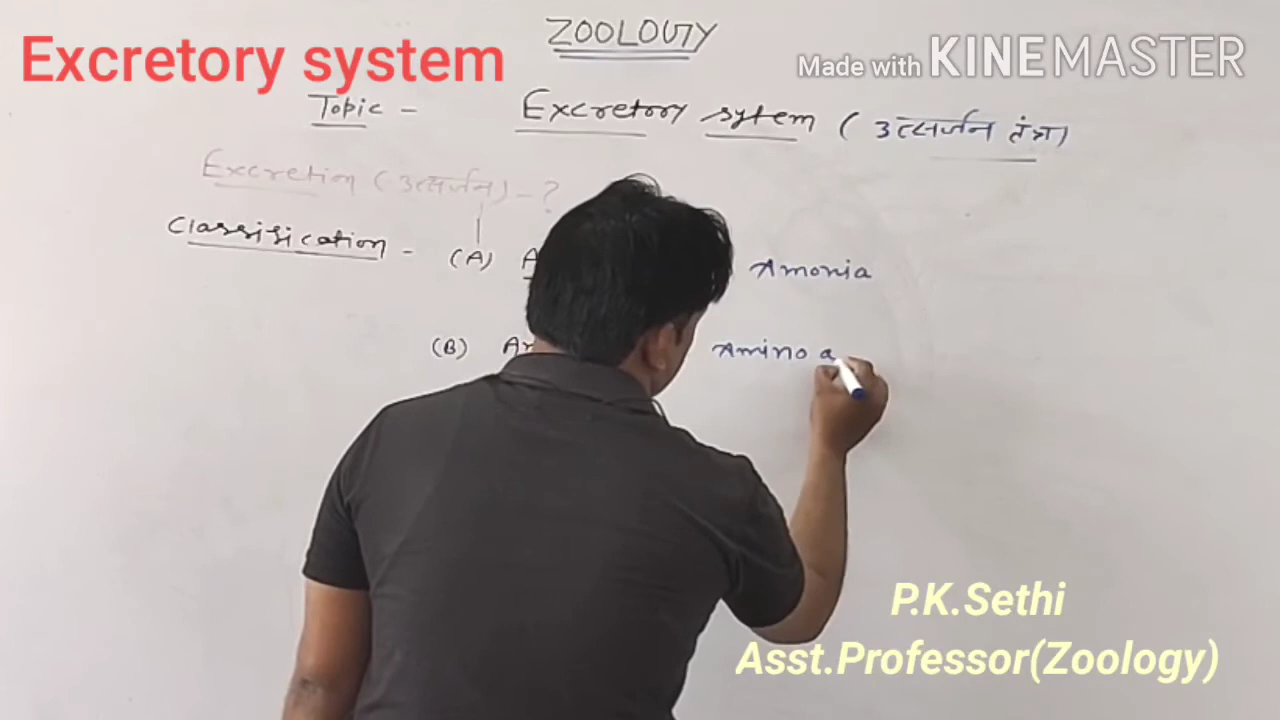 ZOOLOGY
Excretory system
Made with KINEMASTER
Topic - Excretory sytem ( उत्सर्जन तंत्र)
Excretion ( उत्सर्जन) - ?
Classification - (A) A Amonia
(B) Am Amino a
P.K.Sethi
Asst.Professor(Zoology)